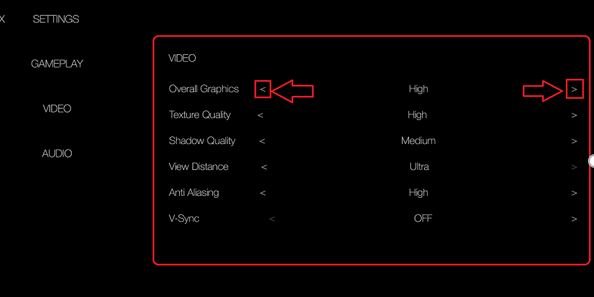 X SETTINGS
GAMEPLAY
VIDEO
AUDIO
VIDEO
Overall Graphics < High >
Texture Quality < High >
Shadow Quality < Medium >
View Distance < Ultra >
Anti Aliasing < High >
V-Sync < OFF >